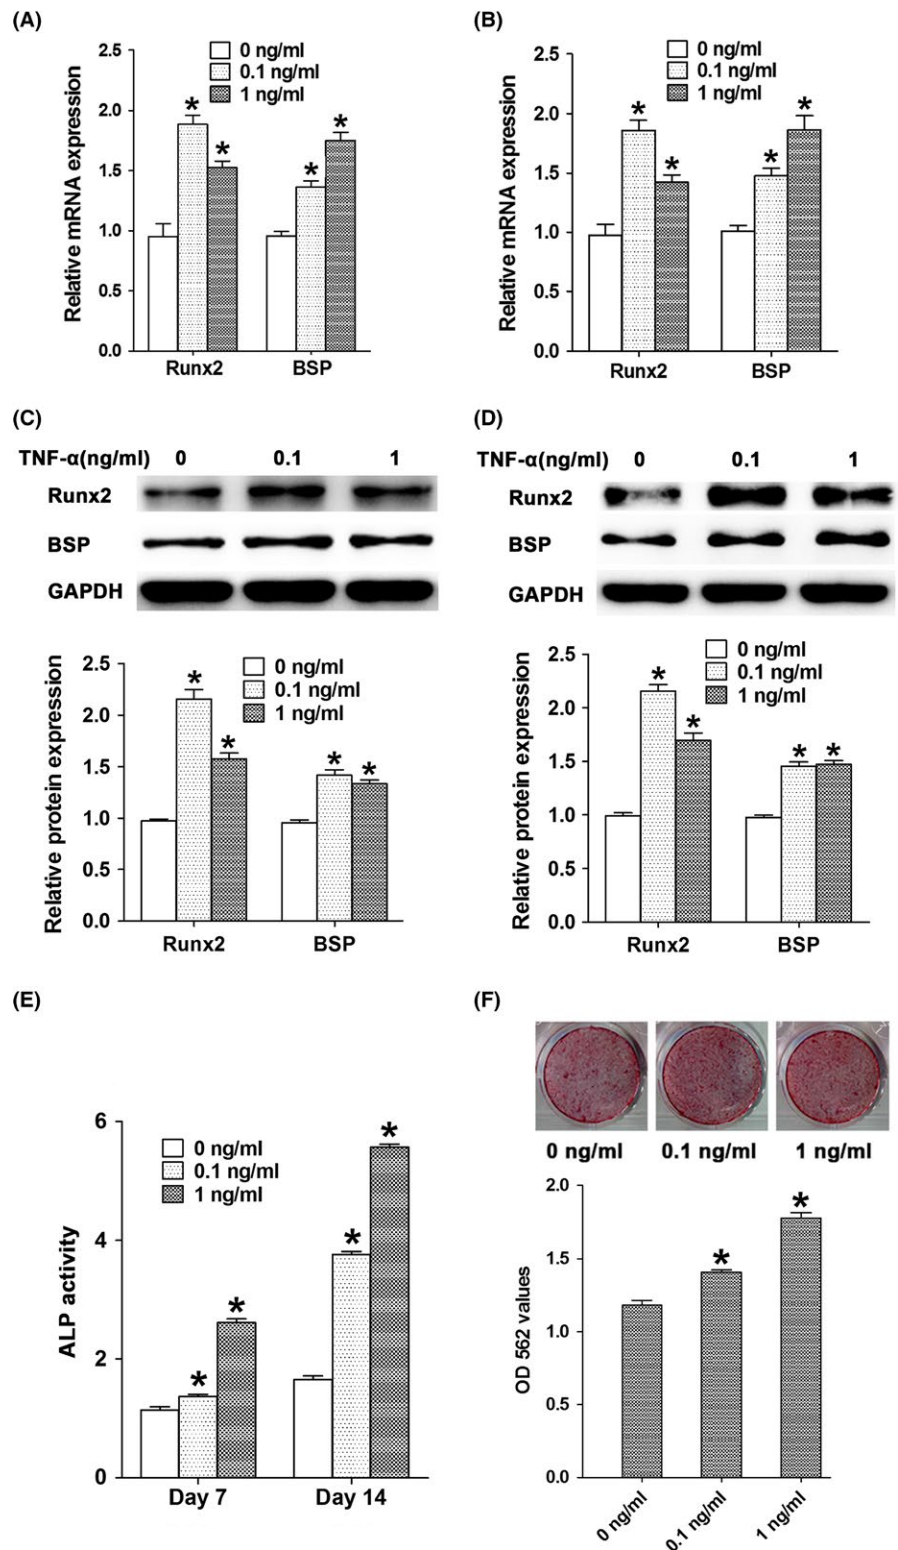 (A)
0 ng/ml
0.1 ng/ml
1 ng/ml
Relative mRNA expression
2.5
2.0
1.5
1.0
0.5
0.0
* * * *
Runx2 BSP
(B)
0 ng/ml
0.1 ng/ml
1 ng/ml
Relative mRNA expression
2.5
2.0
1.5
1.0
0.5
0.0
* * * *
Runx2 BSP
(C)
TNF-α(ng/ml) 0 0.1 1
Runx2
BSP
GAPDH
0 ng/ml
0.1 ng/ml
1 ng/ml
Relative protein expression
2.5
2.0
1.5
1.0
0.5
0.0
* * * *
Runx2 BSP
(D)
TNF-α(ng/ml) 0 0.1 1
Runx2
BSP
GAPDH
0 ng/ml
0.1 ng/ml
1 ng/ml
Relative protein expression
2.5
2.0
1.5
1.0
0.5
0.0
* * * *
Runx2 BSP
(E)
0 ng/ml
0.1 ng/ml
1 ng/ml
ALP activity
6
4
2
0
* * * *
Day 7 Day 14
(F)
0 ng/ml 0.1 ng/ml 1 ng/ml
OD 562 values
2.0
1.5
1.0
0.5
0.0
* *
0 ng/ml 0.1 ng/ml 1 ng/ml